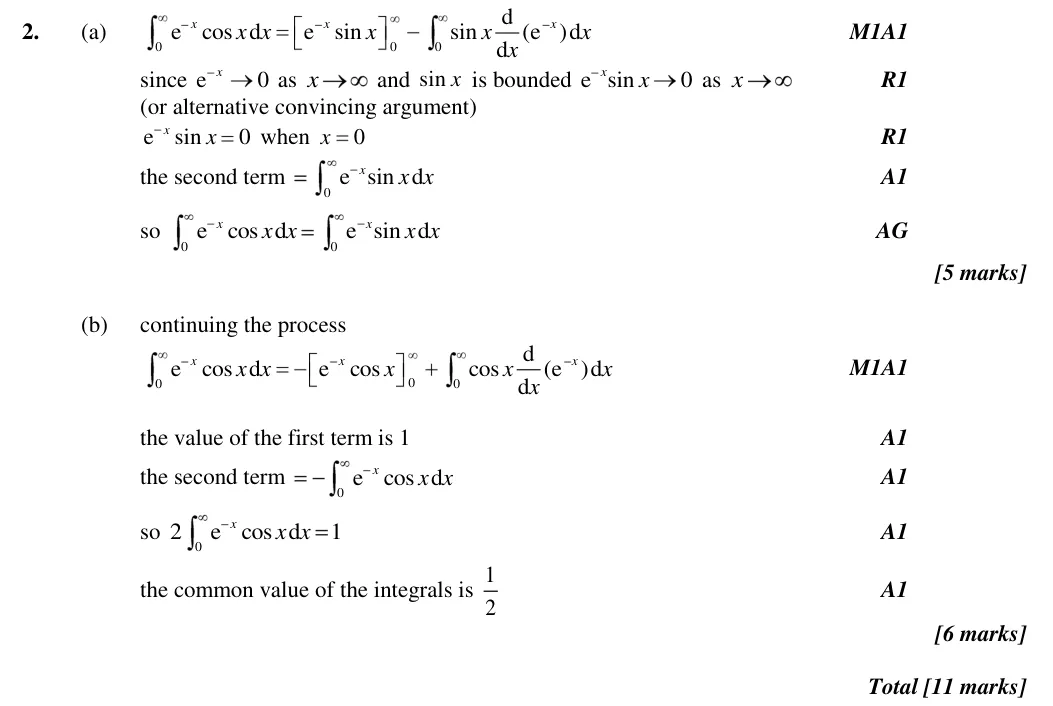 2. (a) ∫₀^∞ e⁻ˣ cos x dx = [e⁻ˣ sin x]₀^∞ − ∫₀^∞ sin x d/dx (e⁻ˣ) dx M1A1
since e⁻ˣ → 0 as x → ∞ and sin x is bounded e⁻ˣ sin x → 0 as x → ∞ R1
(or alternative convincing argument)
e⁻ˣ sin x = 0 when x = 0 R1
the second term = ∫₀^∞ e⁻ˣ sin x dx A1
so ∫₀^∞ e⁻ˣ cos x dx = ∫₀^∞ e⁻ˣ sin x dx AG
[5 marks]
(b) continuing the process
∫₀^∞ e⁻ˣ cos x dx = −[e⁻ˣ cos x]₀^∞ + ∫₀^∞ cos x d/dx (e⁻ˣ) dx M1A1
the value of the first term is 1 A1
the second term = −∫₀^∞ e⁻ˣ cos x dx A1
so 2 ∫₀^∞ e⁻ˣ cos x dx = 1 A1
the common value of the integrals is 1/2 A1
[6 marks]
Total [11 marks]